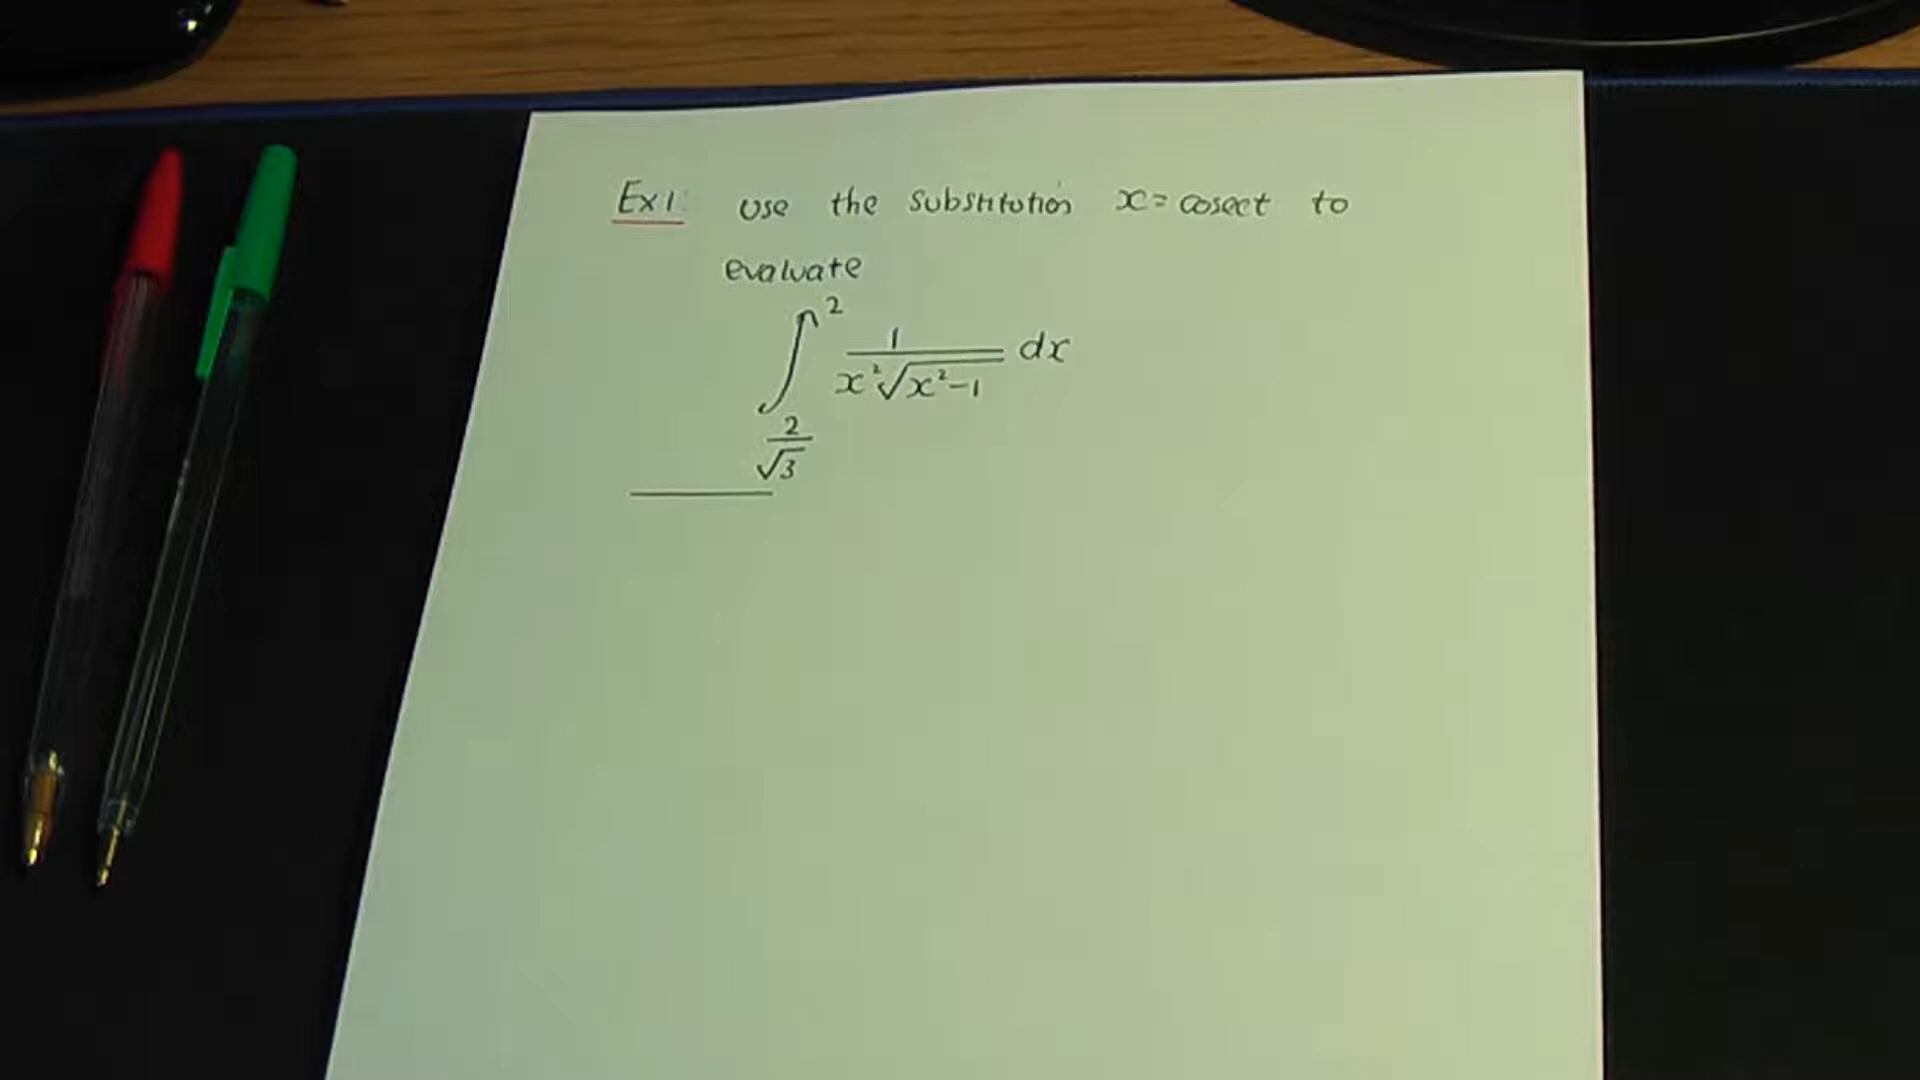 Ex1: Use the Substitution x = cosect to
evaluate
∫_{2/√3}^{2} 1/(x²√(x²-1)) dx